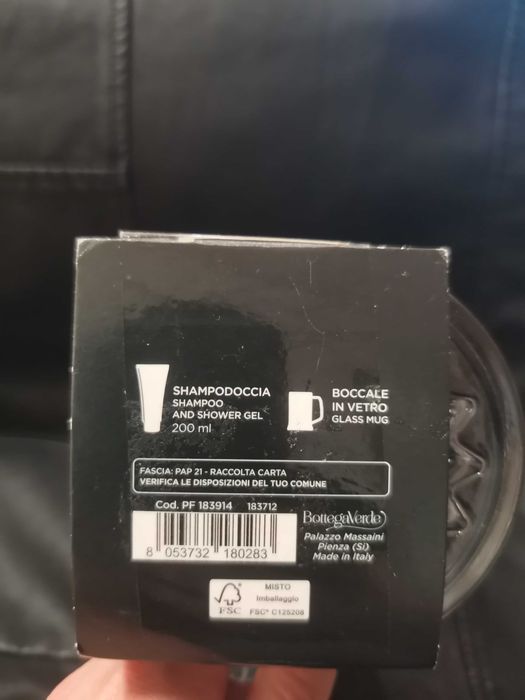 SHAMPODOCCIA
SHAMPOO
AND SHOWER GEL
200 ml
BOCCALE
IN VETRO
GLASS MUG
FASCIA: PAP 21 - RACCOLTA CARTA
VERIFICA LE DISPOSIZIONI DEL TUO COMUNE
Cod. PF 183914 183712
8 053732 180283
BottegaVerde
Palazzo Massaini
Pienza (Si)
Made in Italy
FSC
MISTO
Imballaggio
FSC® C125208